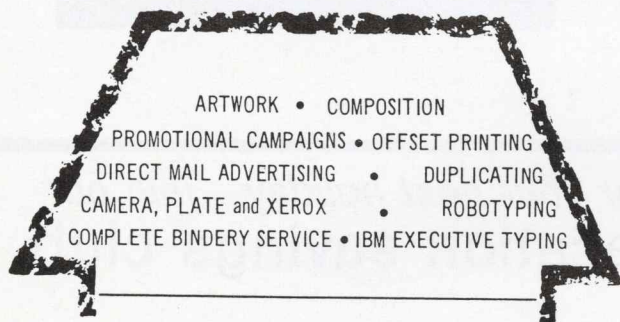 ARTWORK • COMPOSITION
PROMOTIONAL CAMPAIGNS • OFFSET PRINTING
DIRECT MAIL ADVERTISING • DUPLICATING
CAMERA, PLATE and XEROX • ROBOTYPING
COMPLETE BINDERY SERVICE • IBM EXECUTIVE TYPING